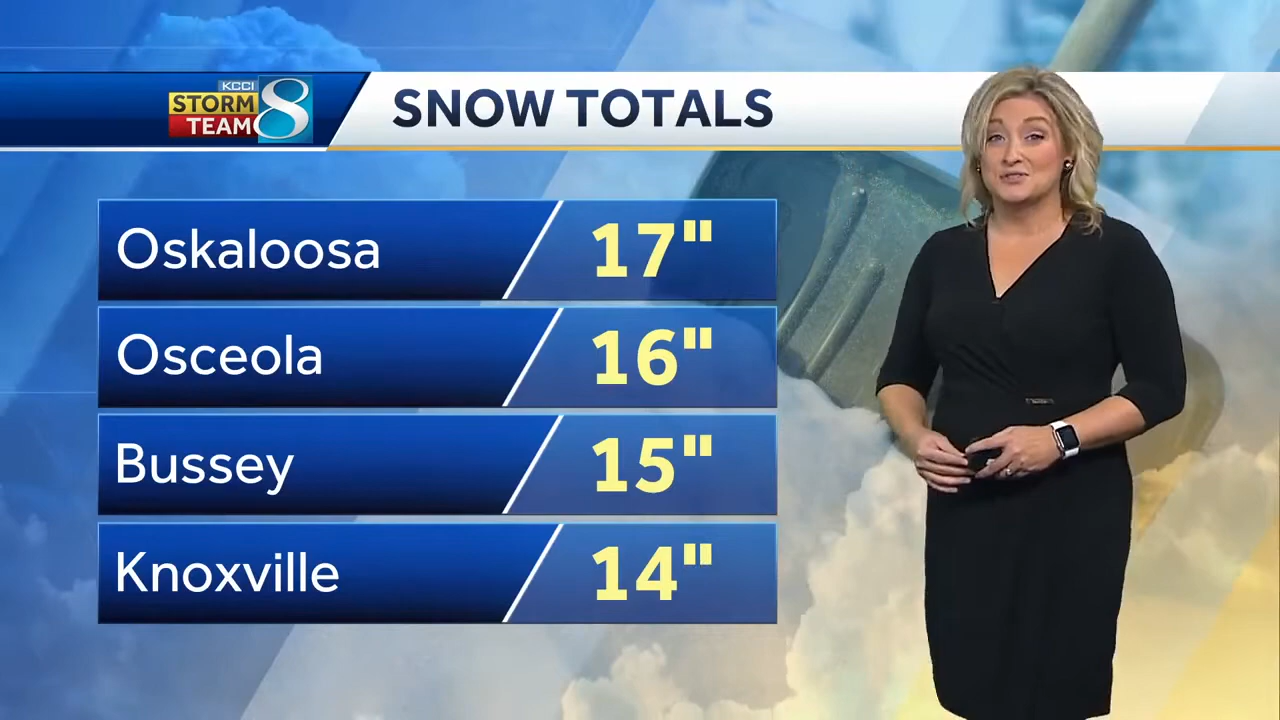 KCCI
STORM
TEAM 8
SNOW TOTALS
Oskaloosa 17"
Osceola 16"
Bussey 15"
Knoxville 14"